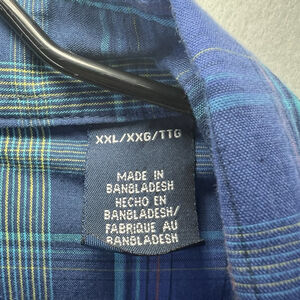 XXL/XXG/TTG
MADE IN
BANGLADESH
HECHO EN
BANGLADESH/
FABRIQUE AU
BANGLADESH